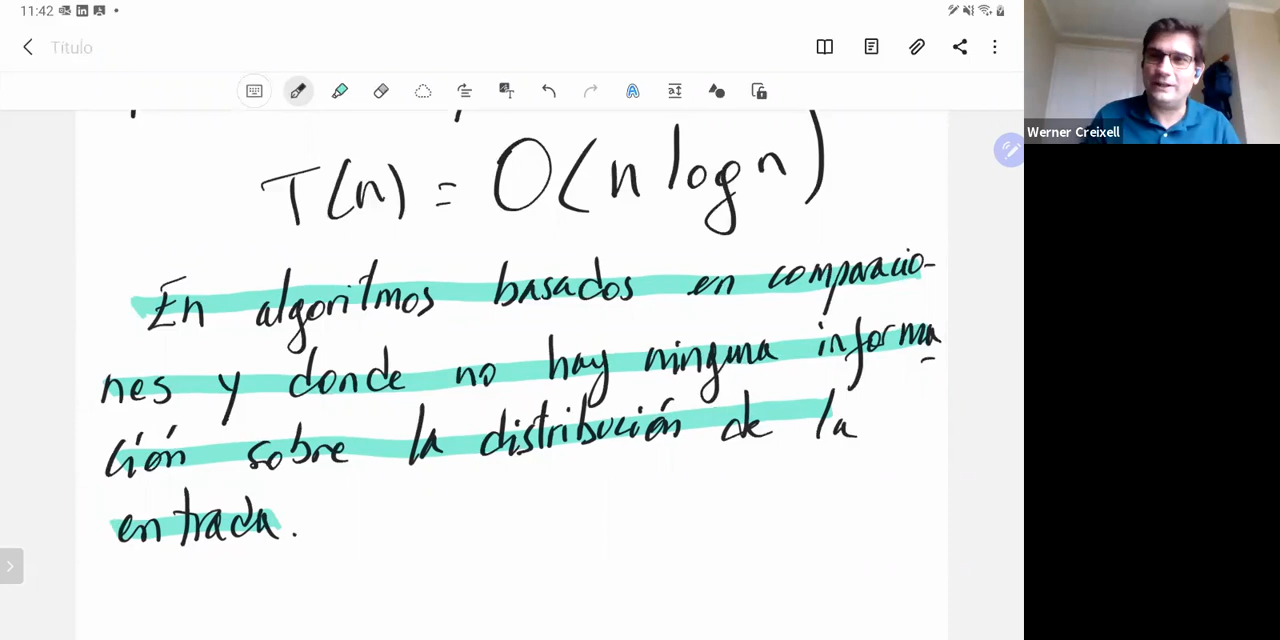 11:42
Título
Werner Creixell
T(n) = O(n log n)
En algoritmos basados en comparacio-
nes y donde no hay ninguna informa
ción sobre la distribución de la
entrada.